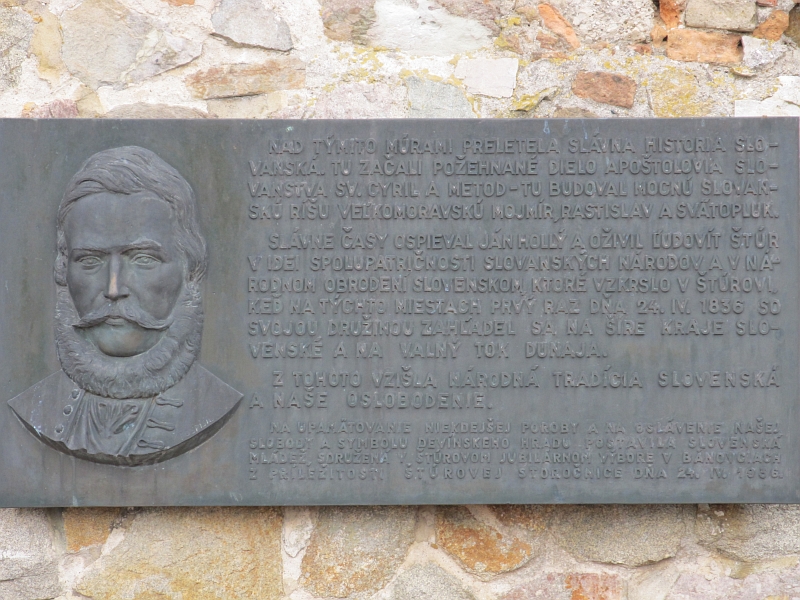 NAD TÝMITO MÚRAMI PRELETELA SLÁVNA HISTORIA SLO-
VANSKÁ. TU ZAČALI POŽEHNANÉ DIELO APOŠTOLOVIA SLO-
VANSTVA SV. CYRIL A METOD-TU BUDOVAL MOCNÚ SLOVAN-
SKÚ RÍŠU VEĽKOMORAVSKÚ MOJMÍR, RASTISLAV A SVÄTOPLUK.
SLÁVNE ČASY OSPIEVAL JÁN HOLLÝ A OŽIVIL ĽUDOVÍT ŠTÚR
V IDEI SPOLUPATRIČNOSTI SLOVANSKÝCH NÁRODOV, A V NÁ-
RODNOM OBRODENÍ SLOVENSKOM, KTORÉ VZKRSLO V ŠTÚROVI,
KEĎ NA TÝCHTO MIESTACH PRVÝ RAZ DŇA 24. IV. 1836 SO
SVOJOU DRUŽINOU ZAHĽADEL SA NA ŠÍRE KRAJE SLO-
VENSKÉ A NA VALNÝ TOK DUNAJA.
Z TOHOTO VZIŠLA NÁRODNÁ TRADÍCIA SLOVENSKÁ
A NAŠE OSLOBODENIE.
NA UPAMÄTOVANIE NIEKDEJŠEJ POROBY A NA OSLÁVENIE NAŠEJ
SLOBODY A SYMBOLU DEVÍNSKEHO HRADU POSTAVILA SLOVENSKÁ
MLÁDEŽ, SDRUŽENÁ V ŠTÚROVOM JUBILÁRNOM VÝBORE V BÁNOVCIACH
Z PRÍLEŽITOSTI ŠTÚROVEJ STOROČNICE DŇA 24. IV. 1936.